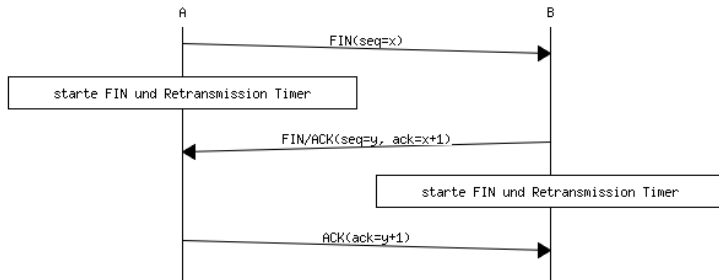 A
B
FIN(seq=x)
starte FIN und Retransmission Timer
FIN/ACK(seq=y, ack=x+1)
starte FIN und Retransmission Timer
ACK(ack=y+1)